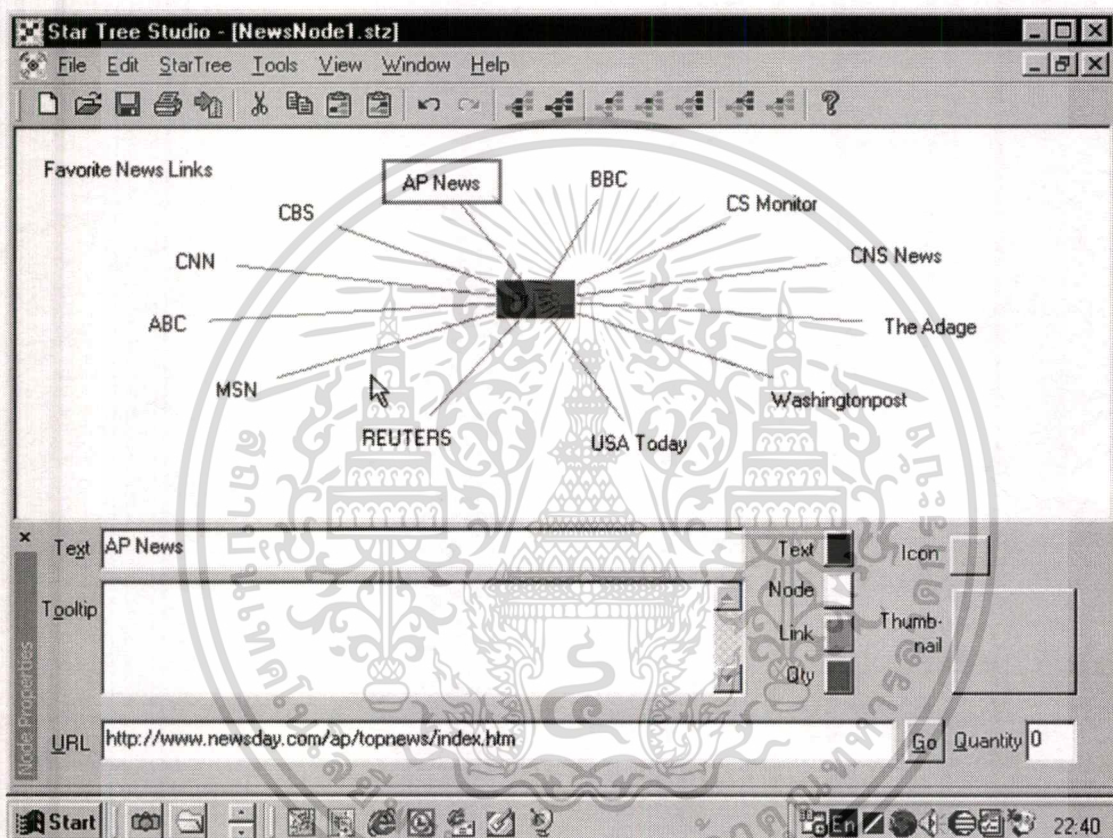 Star Tree Studio - [NewsNode1.stz]
File Edit StarTree Tools View Window Help
Favorite News Links
AP News
BBC
CBS
CS Monitor
CNN
CNS News
ABC
The Adage
MSN
Washingtonpost
REUTERS
USA Today
Node Properties
Text AP News
Text
Icon
Tooltip
Node
Link
Thumb-
nail
Qty
URL http://www.newsday.com/ap/topnews/index.htm Go Quantity 0
Start En 22:40